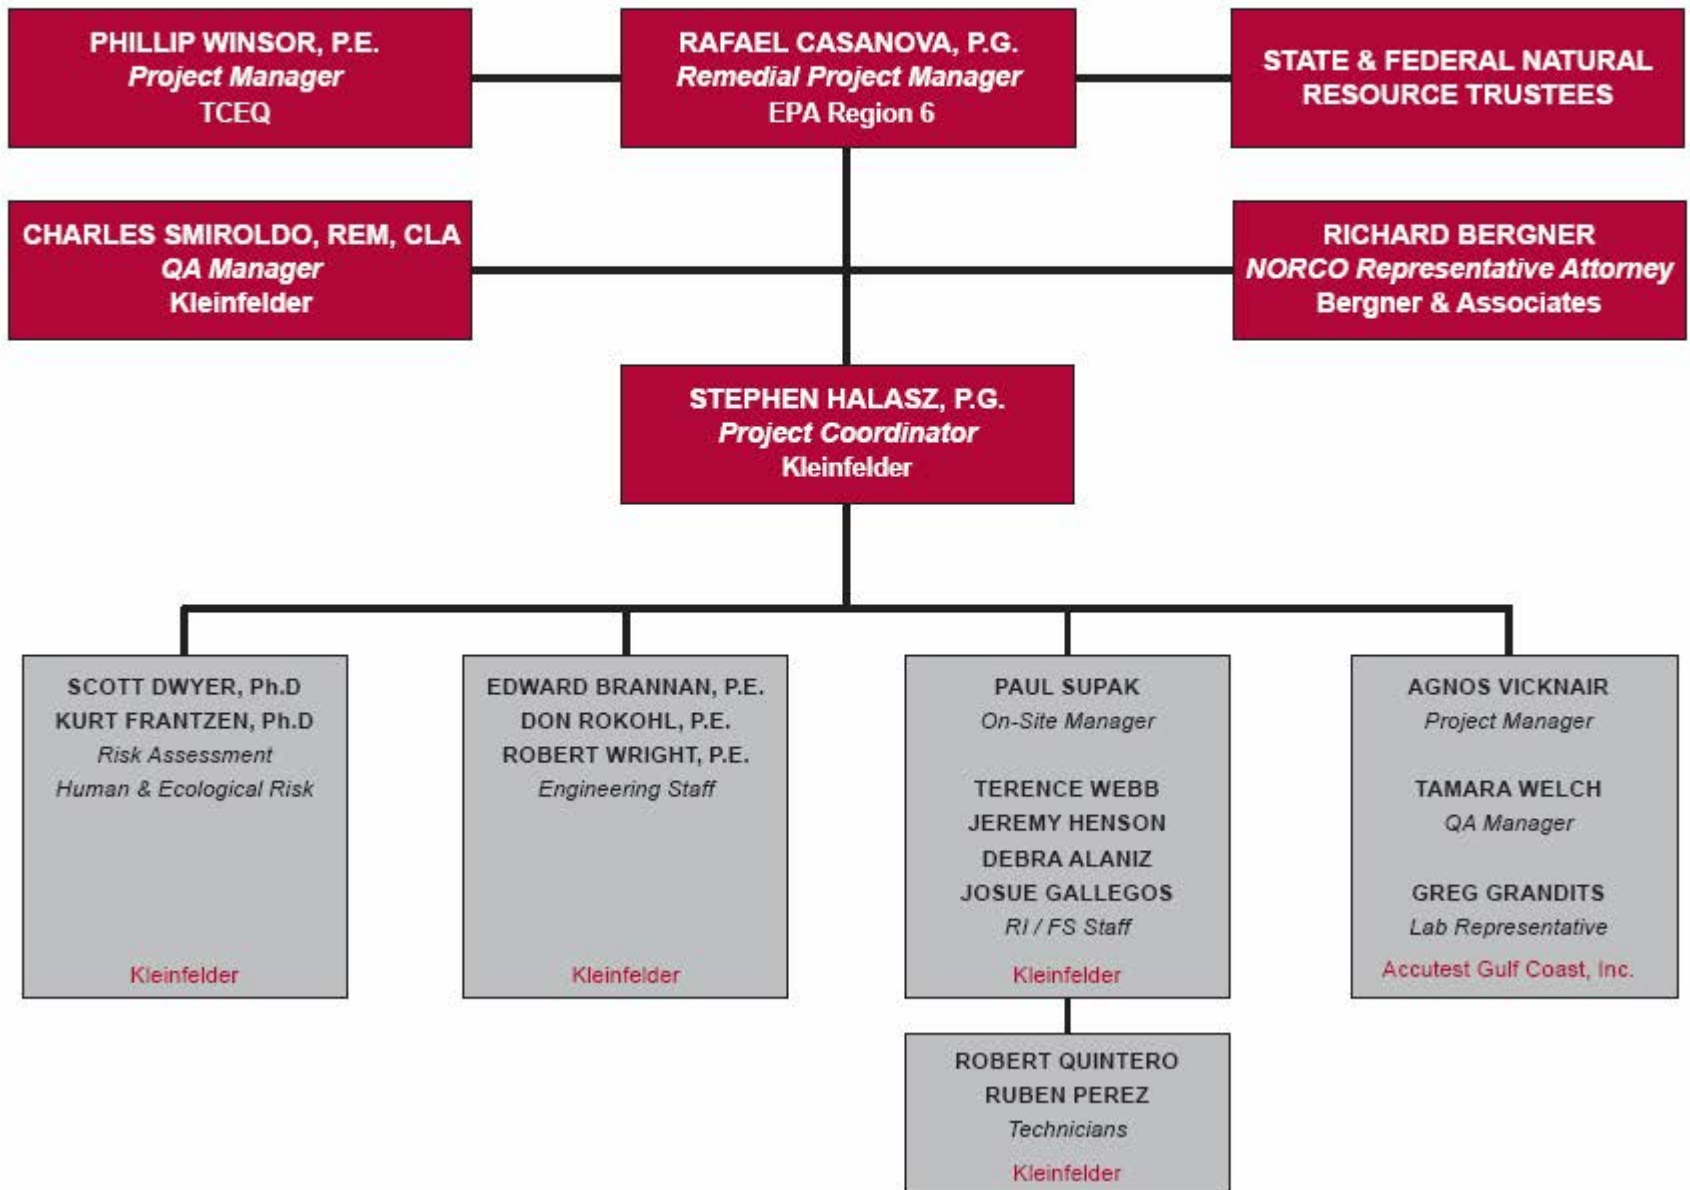 PHILLIP WINSOR, P.E.
Project Manager
TCEQ
RAFAEL CASANOVA, P.G.
Remedial Project Manager
EPA Region 6
STATE & FEDERAL NATURAL
RESOURCE TRUSTEES
CHARLES SMIROLDO, REM, CLA
QA Manager
Kleinfelder
RICHARD BERGNER
NORCO Representative Attorney
Bergner & Associates
STEPHEN HALASZ, P.G.
Project Coordinator
Kleinfelder
SCOTT DWYER, Ph.D
KURT FRANTZEN, Ph.D
Risk Assessment
Human & Ecological Risk
Kleinfelder
EDWARD BRANNAN, P.E.
DON ROKOHL, P.E.
ROBERT WRIGHT, P.E.
Engineering Staff
Kleinfelder
PAUL SUPAK
On-Site Manager
TERENCE WEBB
JEREMY HENSON
DEBRA ALANIZ
JOSUE GALLEGOS
RI / FS Staff
Kleinfelder
AGNOS VICKNAIR
Project Manager
TAMARA WELCH
QA Manager
GREG GRANDITS
Lab Representative
Accutest Gulf Coast, Inc.
ROBERT QUINTERO
RUBEN PEREZ
Technicians
Kleinfelder